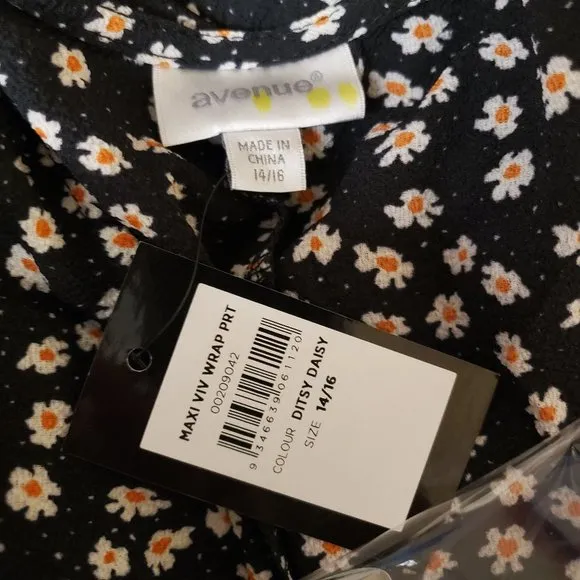 avenue®
MADE IN
CHINA
14/16
MAXI VIV WRAP PRT
00209042
9 346639 061120
COLOUR DITSY DAISY
SIZE 14/16